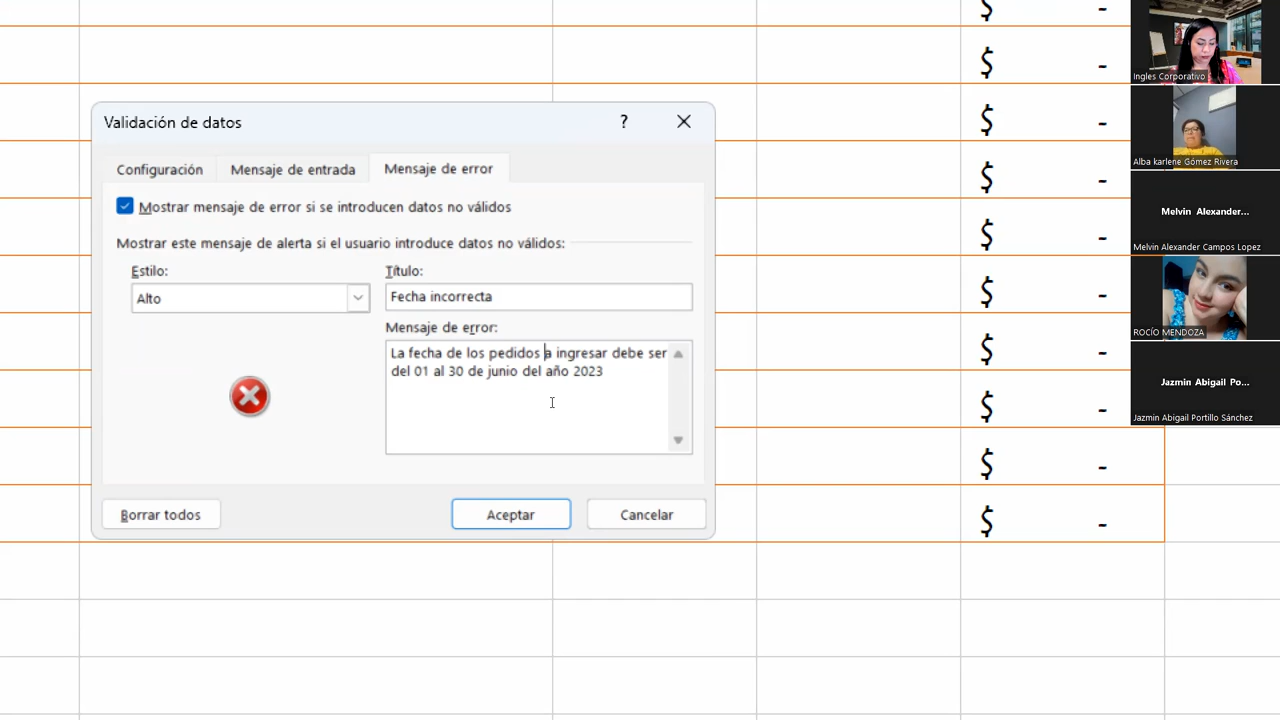 $ -
$ -
$ -
$ -
$ -
$ -
$ -
$ -
$ -
$ -
Validación de datos
?
Configuración
Mensaje de entrada
Mensaje de error
Mostrar mensaje de error si se introducen datos no válidos
Mostrar este mensaje de alerta si el usuario introduce datos no válidos:
Estilo:
Título:
Alto
Fecha incorrecta
Mensaje de error:
La fecha de los pedidos a ingresar debe ser
del 01 al 30 de junio del año 2023
Borrar todos
Aceptar
Cancelar
Ingles Corporativo
Alba karlene Gómez Rivera
Melvin Alexander...
Melvin Alexander Campos Lopez
ROCÍO MENDOZA
Jazmin Abigail Po...
Jazmin Abigail Portillo Sánchez